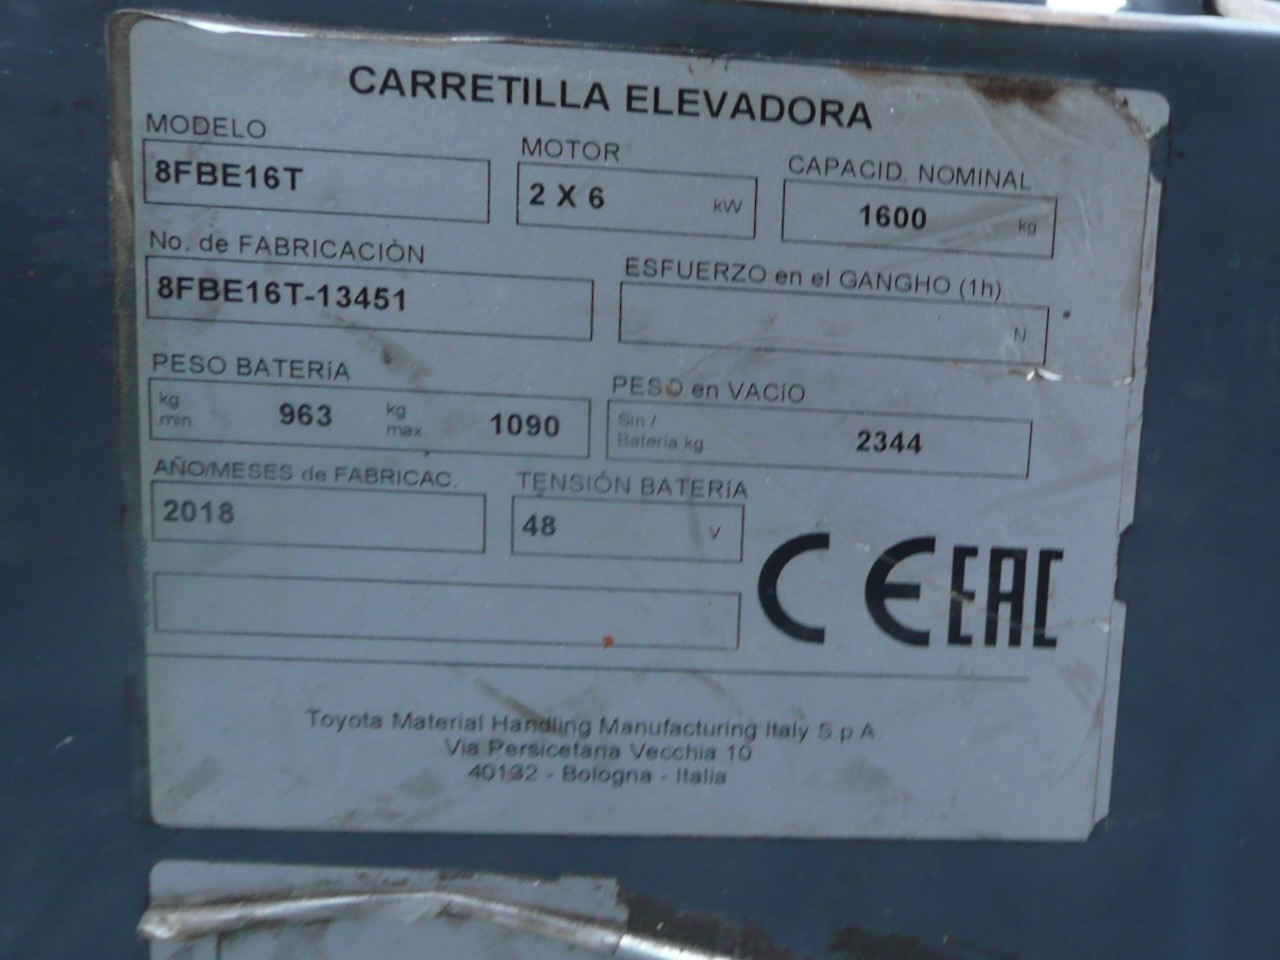 CARRETILLA ELEVADORA
MODELO
8FBE16T
MOTOR
2 X 6 kW
CAPACID. NOMINAL
1600 kg
No. de FABRICACIÓN
8FBE16T-13451
ESFUERZO en el GANGHO (1h)
N
PESO BATERíA
kg min 963 kg max 1090
PESO en VACíO
Sin / Bateria kg 2344
AÑO/MESES de FABRICAC.
2018
TENSIÓN BATERíA
48 V
CE EAC
Toyota Material Handling Manufacturing Italy S p A
Via Persicetana Vecchia 10
40132 - Bologna - Italia